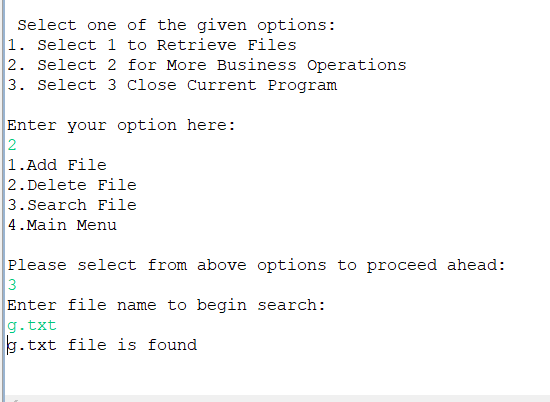 Select one of the given options:
1. Select 1 to Retrieve Files
2. Select 2 for More Business Operations
3. Select 3 Close Current Program
Enter your option here:
2
1.Add File
2.Delete File
3.Search File
4.Main Menu
Please select from above options to proceed ahead:
3
Enter file name to begin search:
g.txt
g.txt file is found